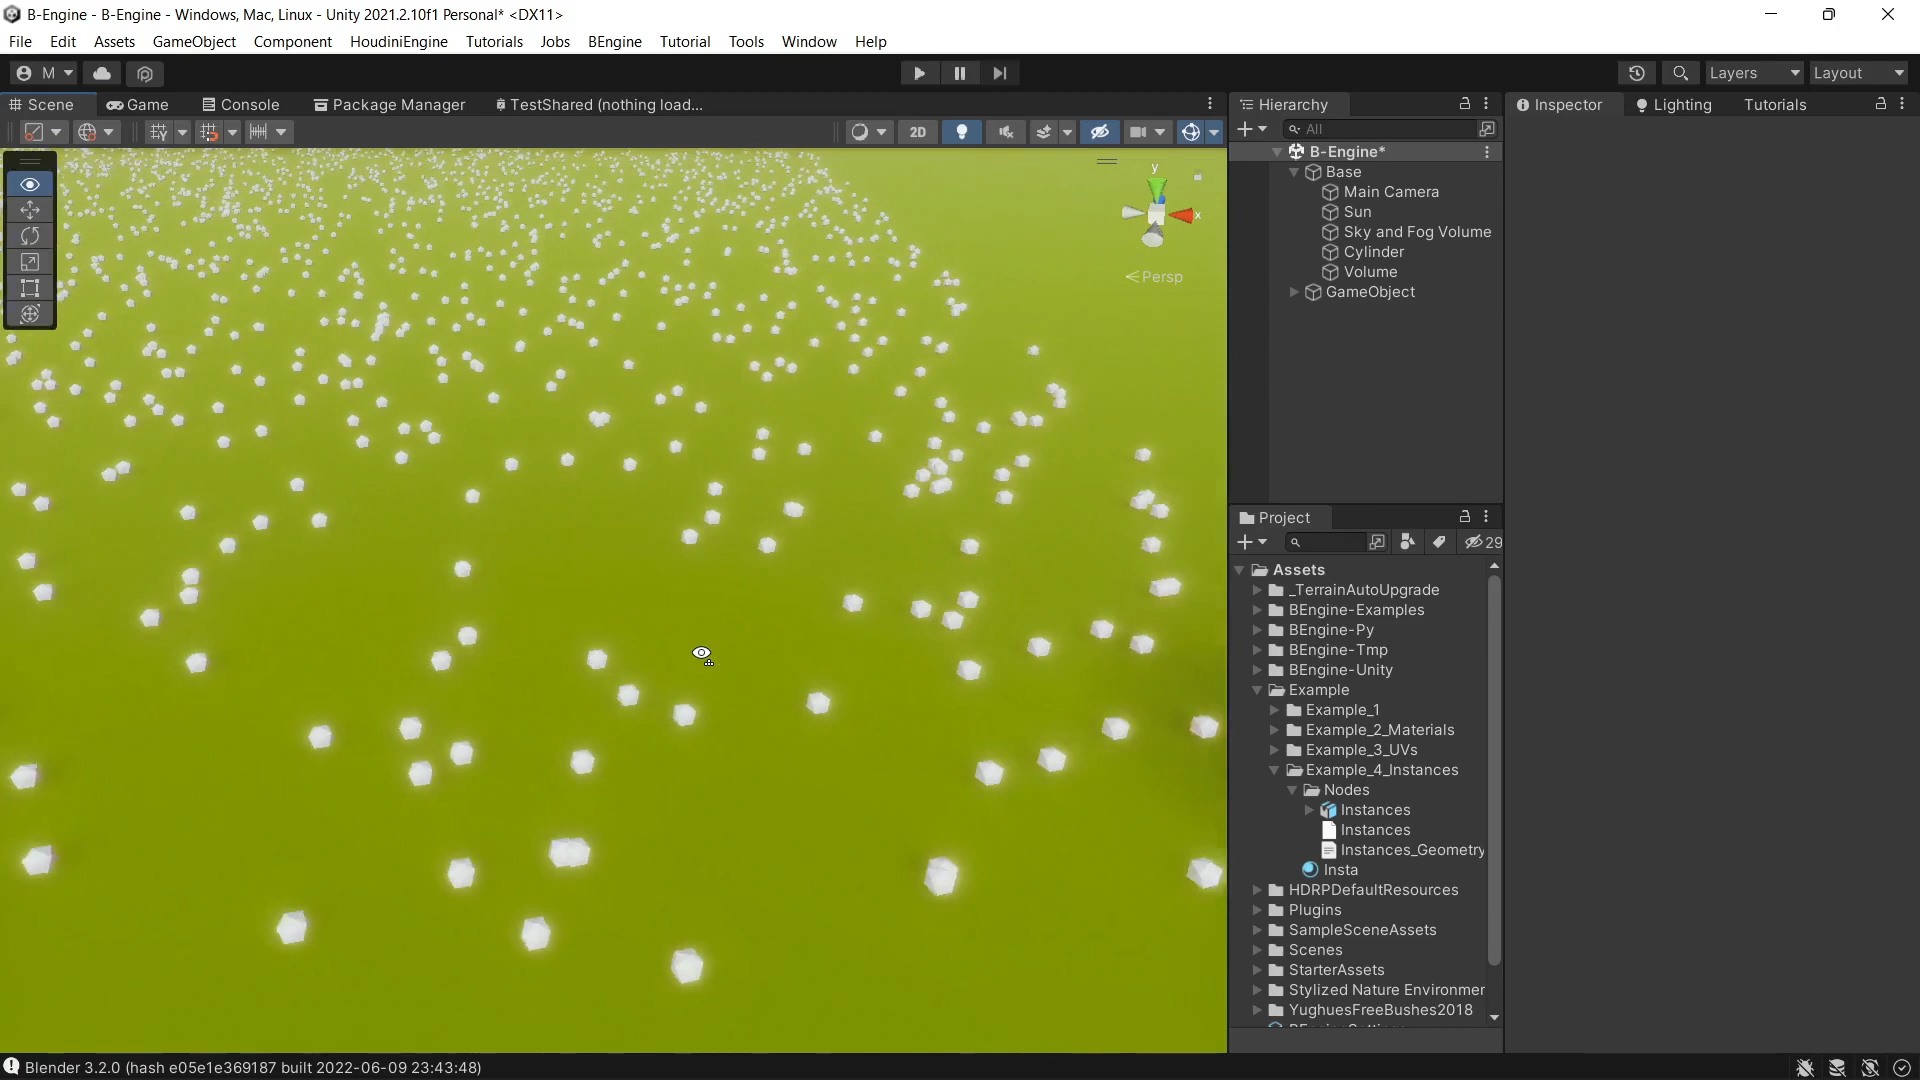 B-Engine - B-Engine - Windows, Mac, Linux - Unity 2021.2.10f1 Personal* <DX11>
File Edit Assets GameObject Component HoudiniEngine Tutorials Jobs BEngine Tutorial Tools Window Help
M
Layers
Layout
Scene
Game
Console
Package Manager
TestShared (nothing load...
2D
y
x
Persp
Hierarchy
All
B-Engine*
Base
Main Camera
Sun
Sky and Fog Volume
Cylinder
Volume
GameObject
Project
29
Assets
_TerrainAutoUpgrade
BEngine-Examples
BEngine-Py
BEngine-Tmp
BEngine-Unity
Example
Example_1
Example_2_Materials
Example_3_UVs
Example_4_Instances
Nodes
Instances
Instances
Instances_Geometry
Insta
HDRPDefaultResources
Plugins
SampleSceneAssets
Scenes
StarterAssets
Stylized Nature Environmer
YughuesFreeBushes2018
Inspector
Lighting
Tutorials
Blender 3.2.0 (hash e05e1e369187 built 2022-06-09 23:43:48)